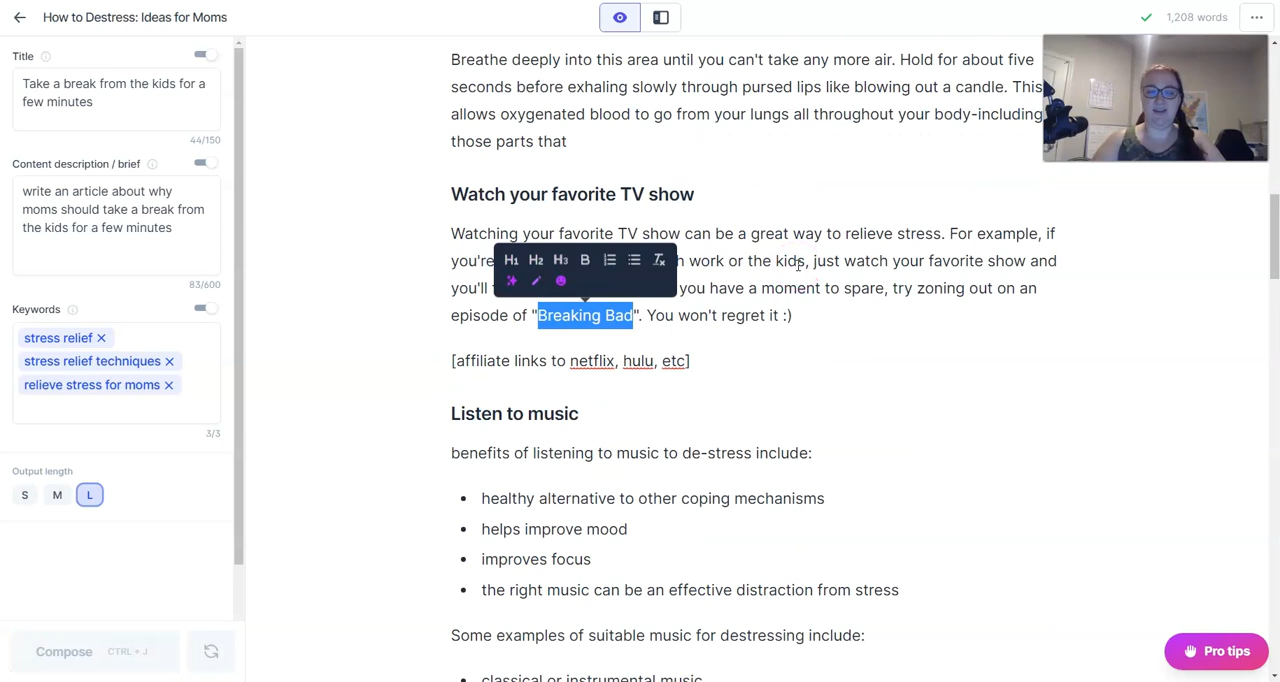 How to Destress: Ideas for Moms
1,208 words
Title
Take a break from the kids for a
few minutes
44/150
Content description / brief
write an article about why
moms should take a break from
the kids for a few minutes
83/600
Keywords
stress relief
stress relief techniques
relieve stress for moms
3/3
Output length
S M L
Compose CTRL + J
Breathe deeply into this area until you can't take any more air. Hold for about five
seconds before exhaling slowly through pursed lips like blowing out a candle. This
allows oxygenated blood to go from your lungs all throughout your body-including
those parts that
Watch your favorite TV show
Watching your favorite TV show can be a great way to relieve stress. For example, if
you're work or the kids, just watch your favorite show and
you'll you have a moment to spare, try zoning out on an
episode of "Breaking Bad". You won't regret it :)
H1 H2 H3 B
[affiliate links to netflix, hulu, etc]
Listen to music
benefits of listening to music to de-stress include:
• healthy alternative to other coping mechanisms
• helps improve mood
• improves focus
• the right music can be an effective distraction from stress
Some examples of suitable music for destressing include:
• classical or instrumental music
Pro tips